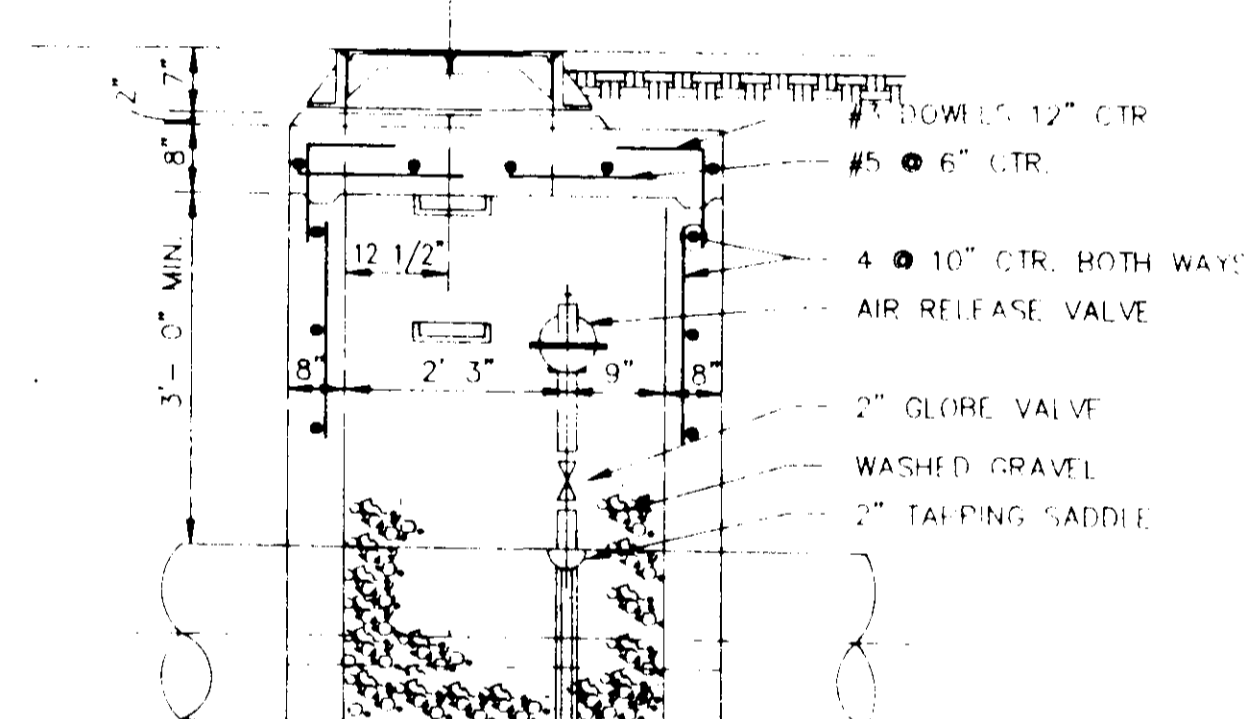 7"
2"
8"
3'- 0" MIN.
#3 DOWELS 12" CTR
#5 @ 6" CTR.
12 1/2"
4 @ 10" CTR. BOTH WAYS
AIR RELEASE VALVE
8" 2' 3" 9" 8"
2" GLOBE VALVE
WASHED GRAVEL
2" TAPPING SADDLE